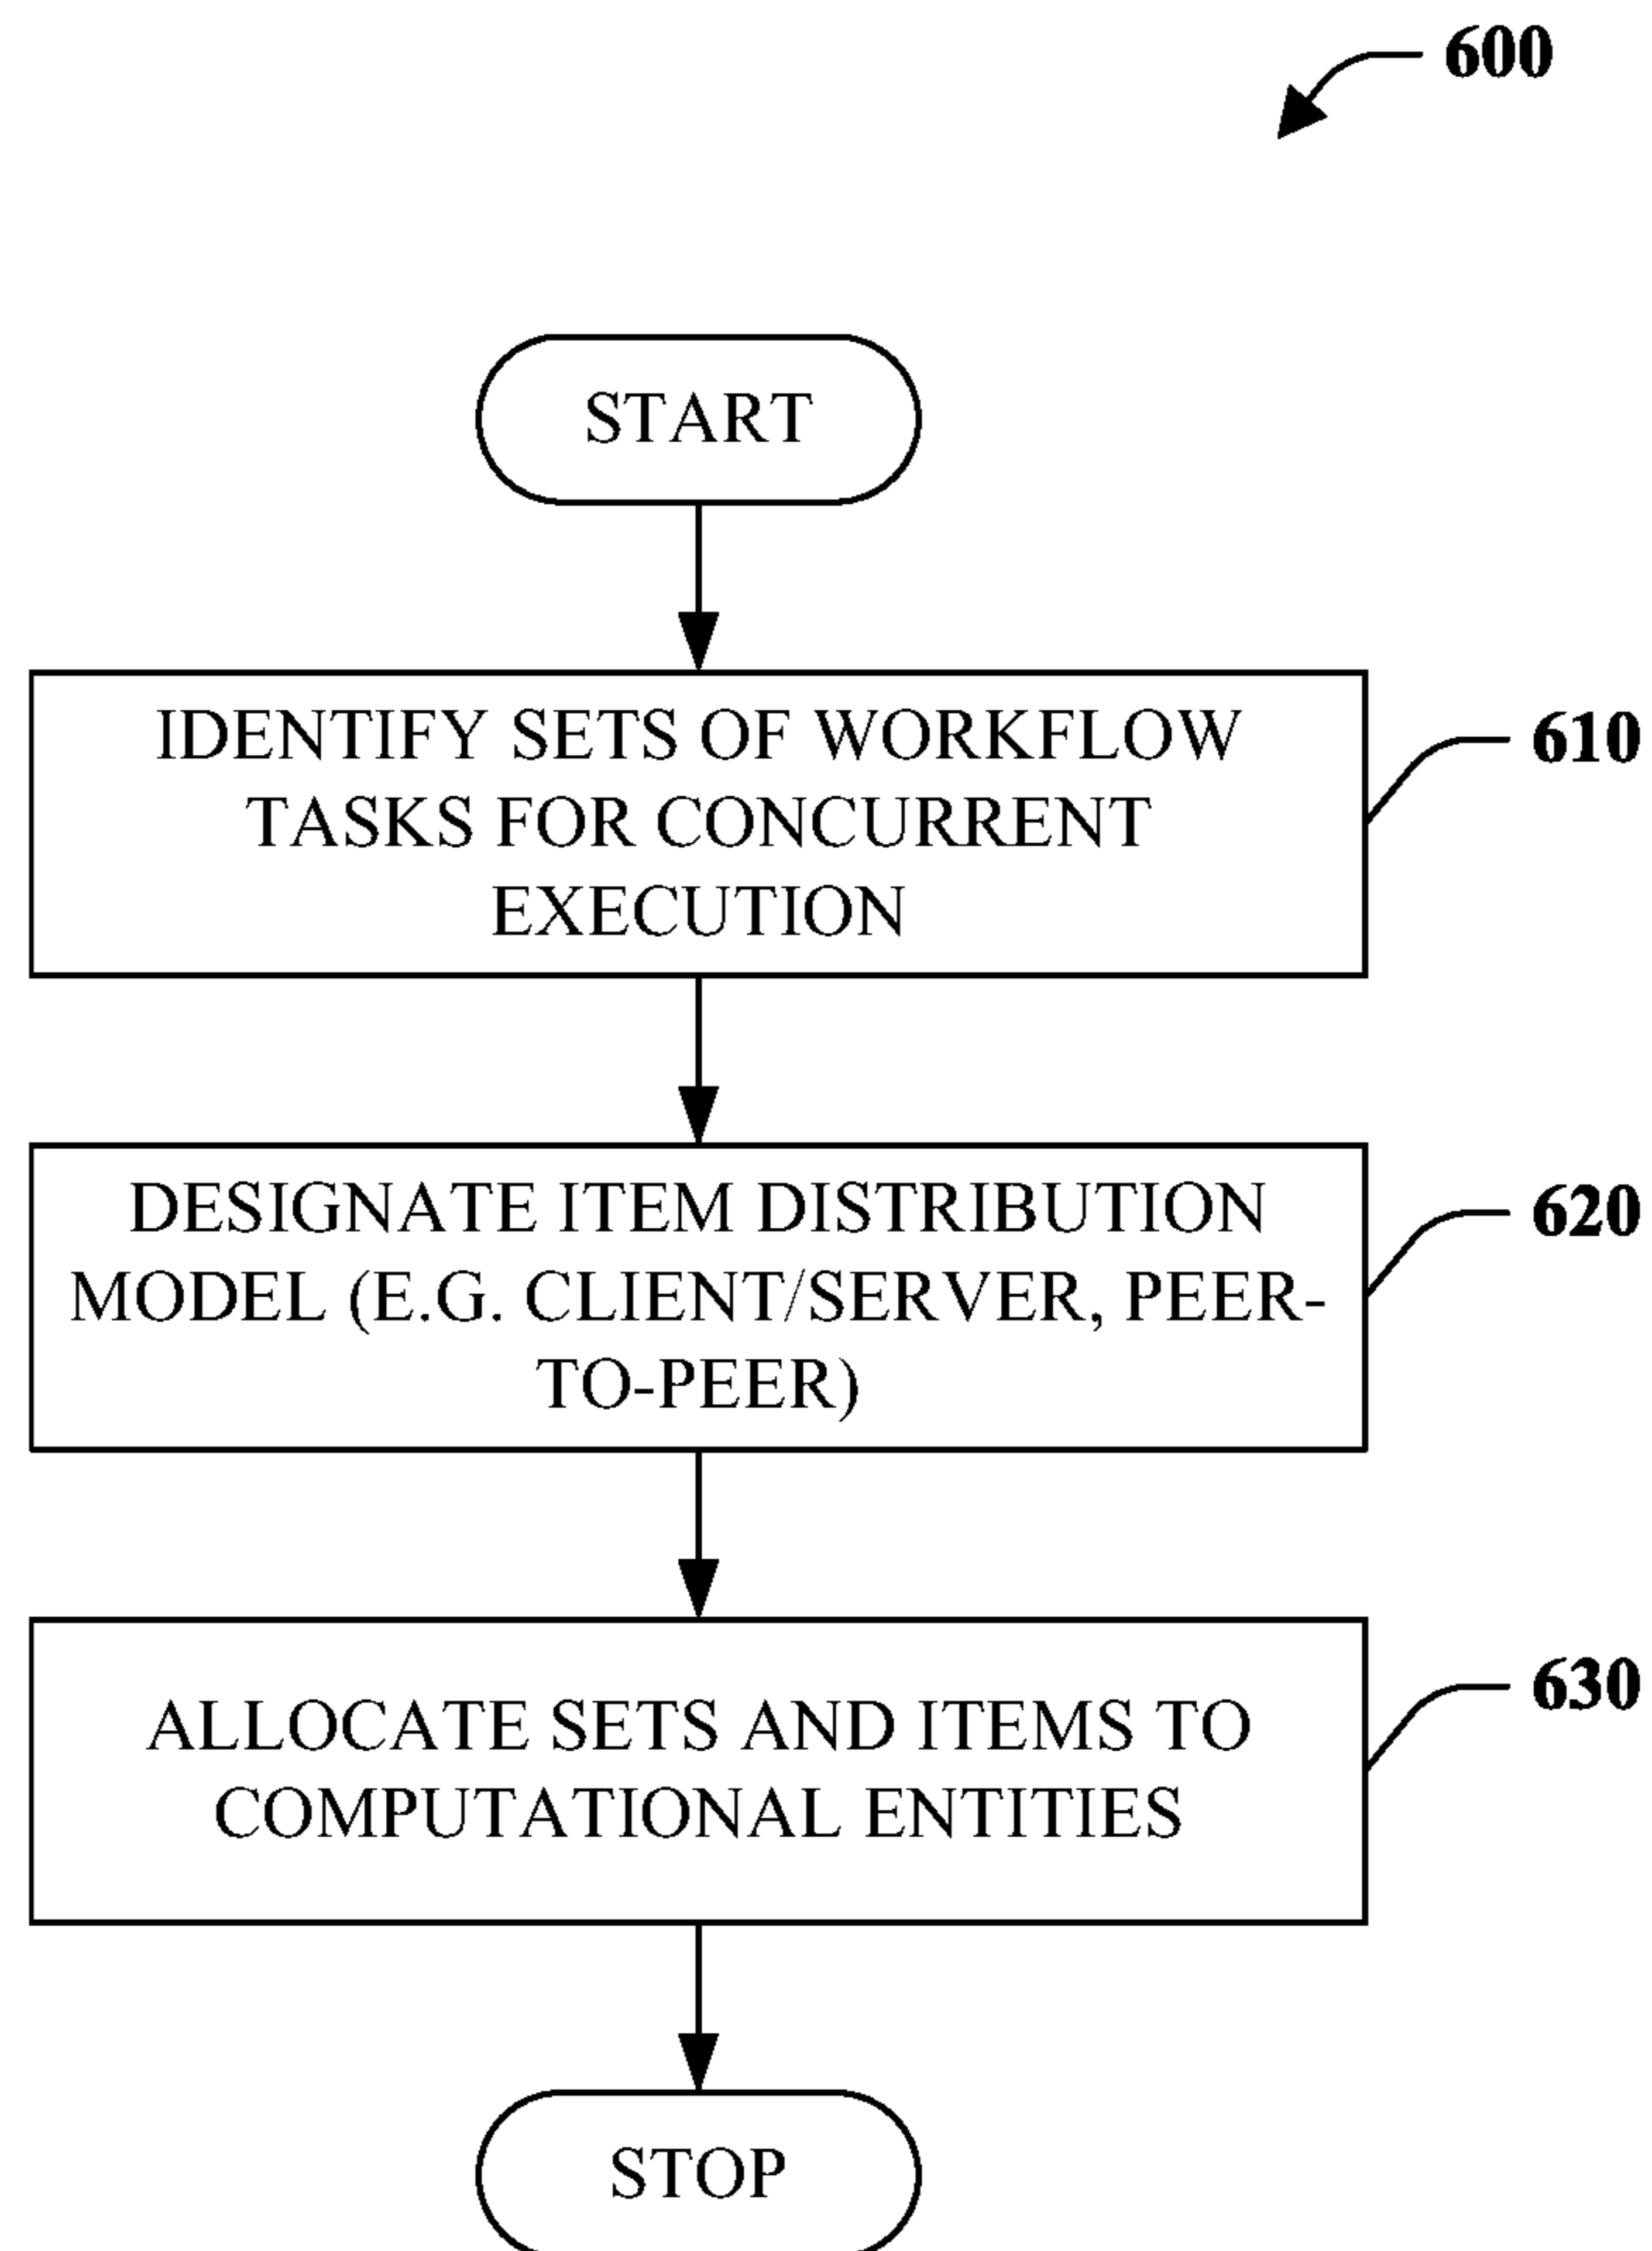 600
START
IDENTIFY SETS OF WORKFLOW
TASKS FOR CONCURRENT
EXECUTION
610
DESIGNATE ITEM DISTRIBUTION
MODEL (E.G. CLIENT/SERVER, PEER-
TO-PEER)
620
ALLOCATE SETS AND ITEMS TO
COMPUTATIONAL ENTITIES
630
STOP